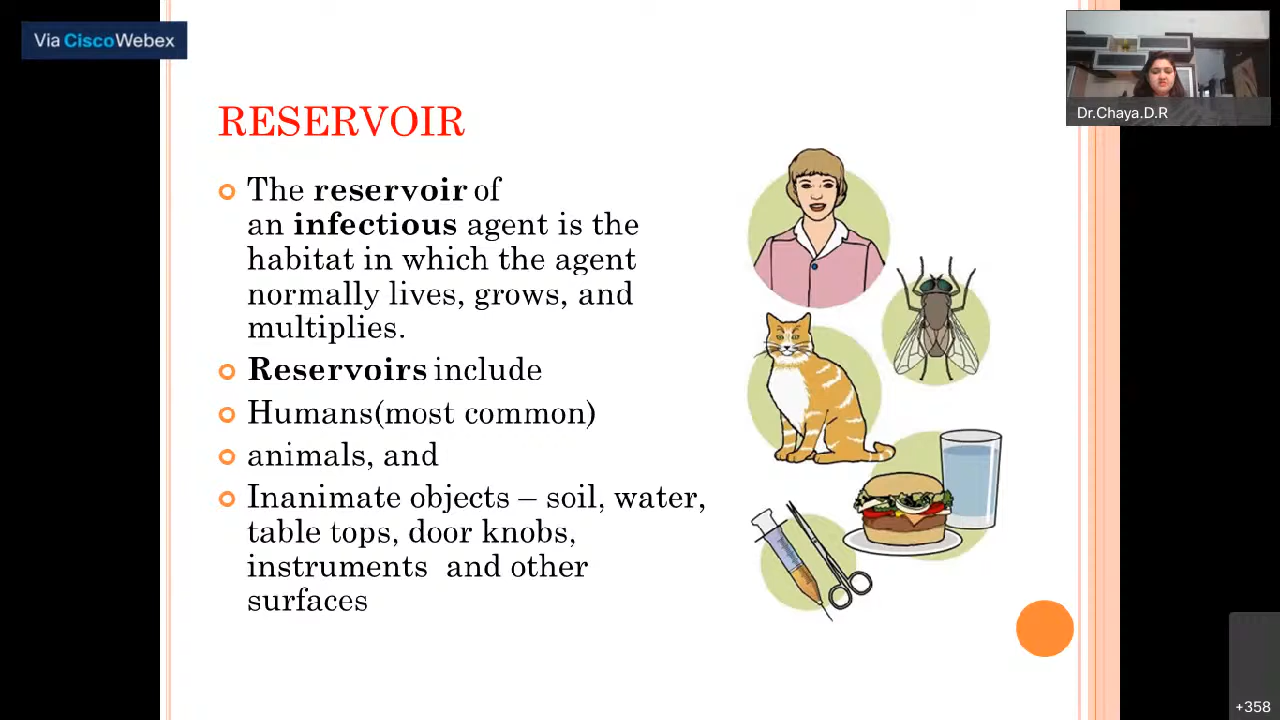 Via CiscoWebex
Dr.Chaya.D.R
RESERVOIR
The reservoir of
an infectious agent is the
habitat in which the agent
normally lives, grows, and
multiplies.
Reservoirs include
Humans(most common)
animals, and
Inanimate objects – soil, water,
table tops, door knobs,
instruments and other
surfaces
+358